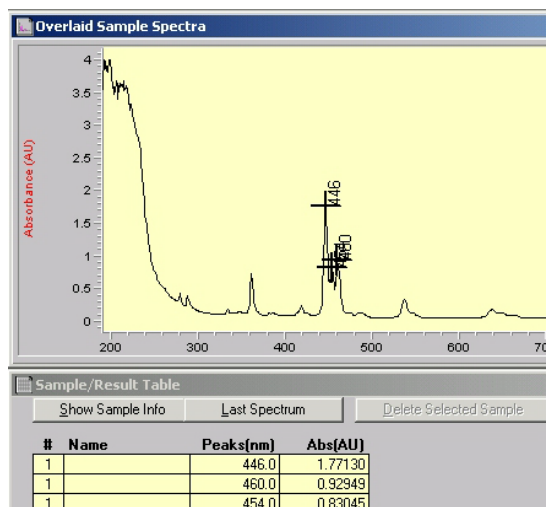 Overlaid Sample Spectra
4
3.5
3
2.5
2
1.5
1
0.5
0
Absorbance (AU)
446
460
200 300 400 500 600
Sample/Result Table
Show Sample Info Last Spectrum Delete Selected Sample
# Name Peaks(nm) Abs(AU)
1 446.0 1.77130
1 460.0 0.92949
1 454.0 0.83045